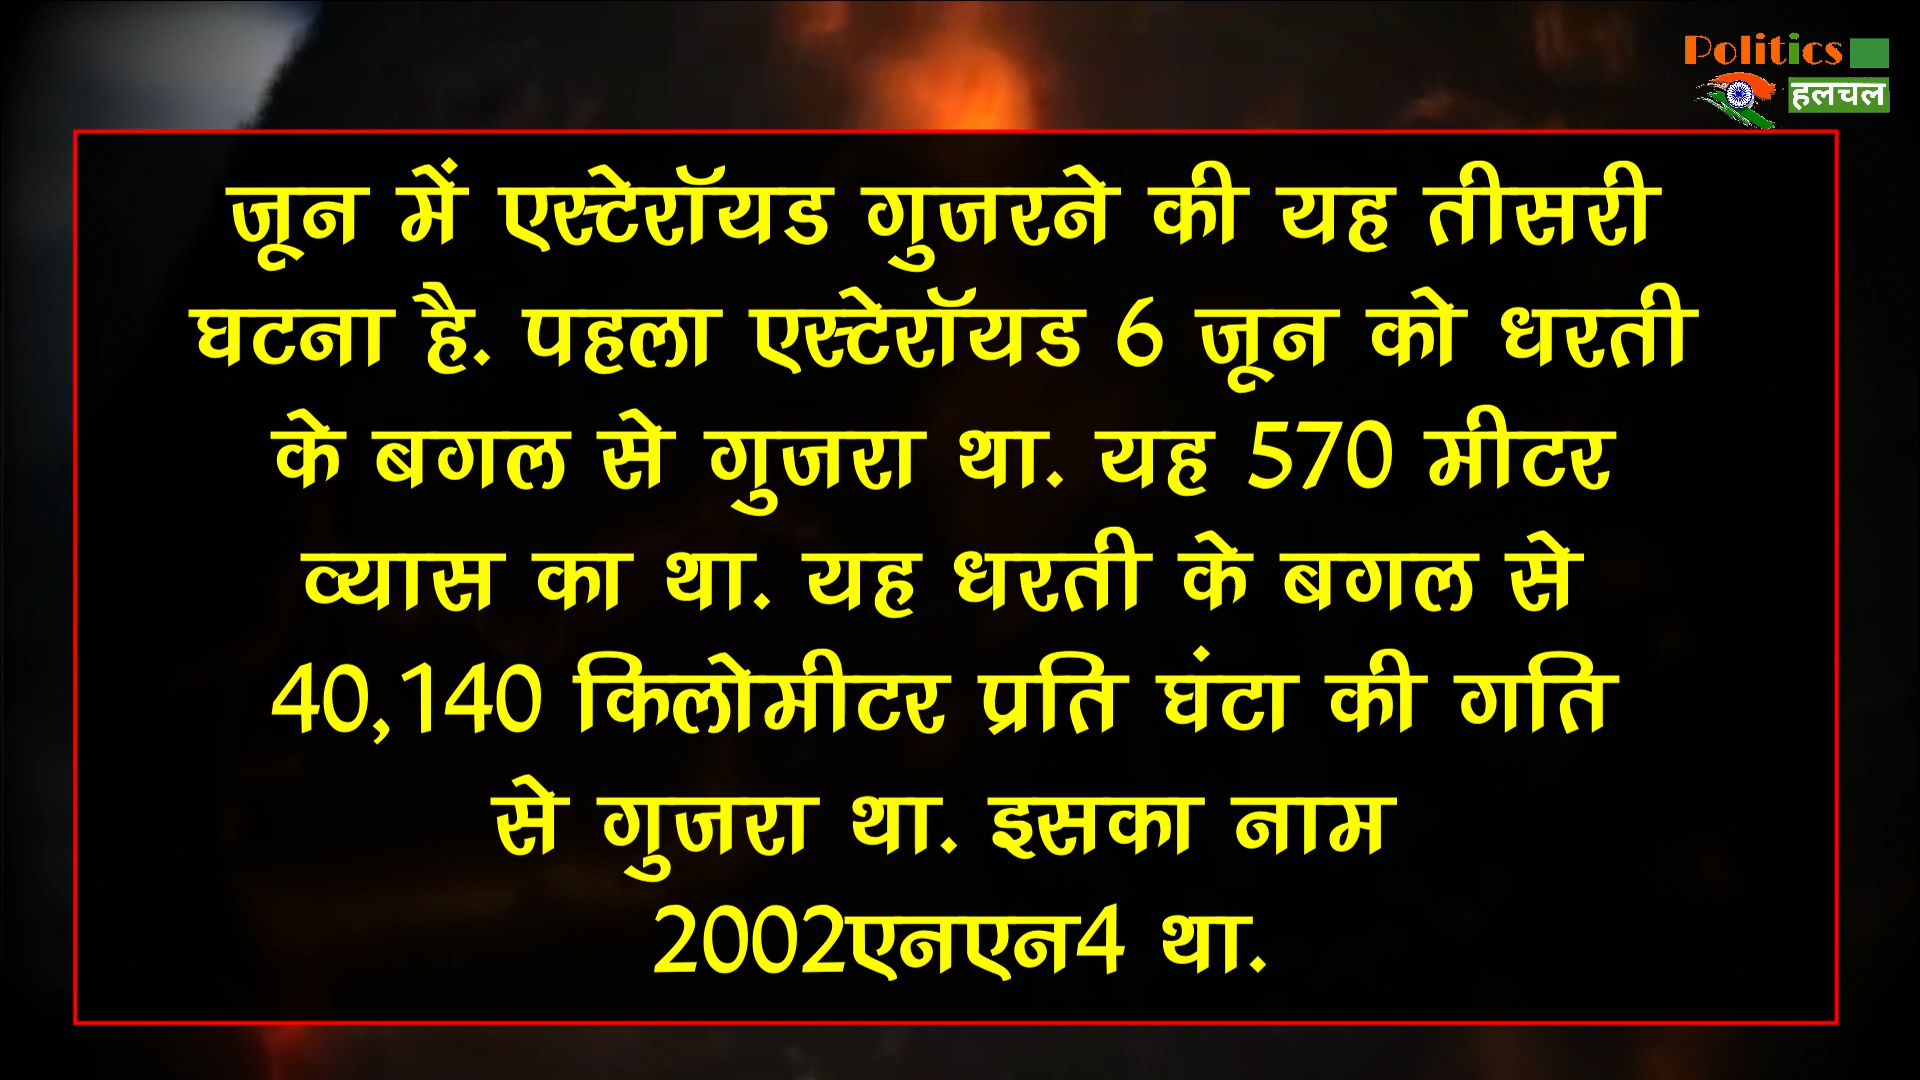 Politics
हलचल
जून में एस्टेरॉयड गुजरने की यह तीसरी
घटना है. पहला एस्टेरॉयड 6 जून को धरती
के बगल से गुजरा था. यह 570 मीटर
व्यास का था. यह धरती के बगल से
40,140 किलोमीटर प्रति घंटा की गति
से गुजरा था. इसका नाम
2002एनएन4 था.